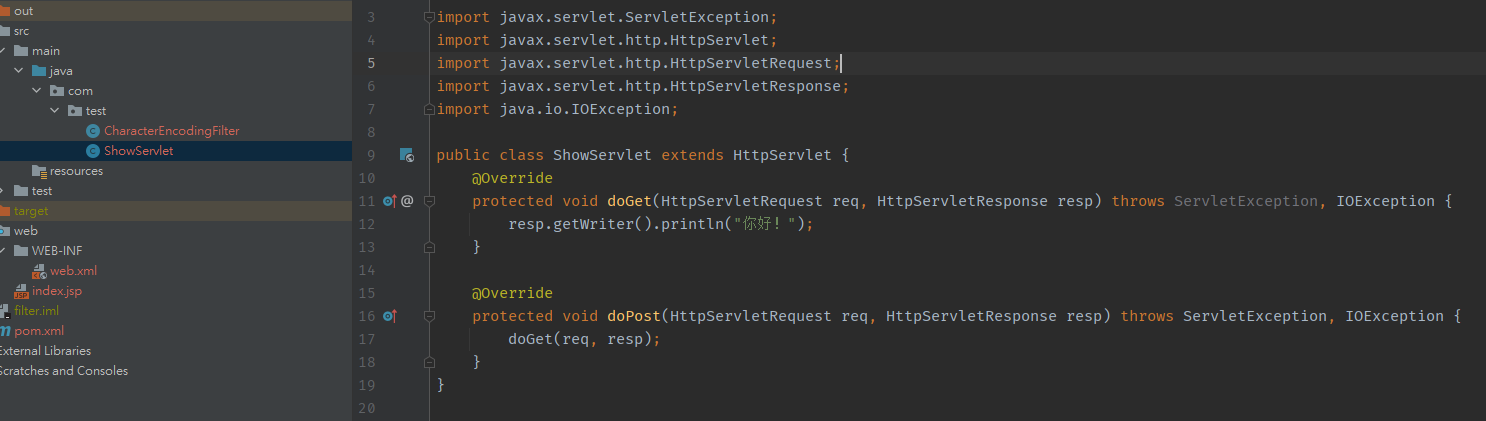 out
src
main
java
com
test
CharacterEncodingFilter
ShowServlet
resources
test
target
web
WEB-INF
web.xml
index.jsp
filter.iml
pom.xml
External Libraries
Scratches and Consoles
3 import javax.servlet.ServletException;
4 import javax.servlet.http.HttpServlet;
5 import javax.servlet.http.HttpServletRequest;
6 import javax.servlet.http.HttpServletResponse;
7 import java.io.IOException;
8
9 public class ShowServlet extends HttpServlet {
10 @Override
11 @ protected void doGet(HttpServletRequest req, HttpServletResponse resp) throws ServletException, IOException {
12 resp.getWriter().println("你好！");
13 }
14
15 @Override
16 protected void doPost(HttpServletRequest req, HttpServletResponse resp) throws ServletException, IOException {
17 doGet(req, resp);
18 }
19 }
20